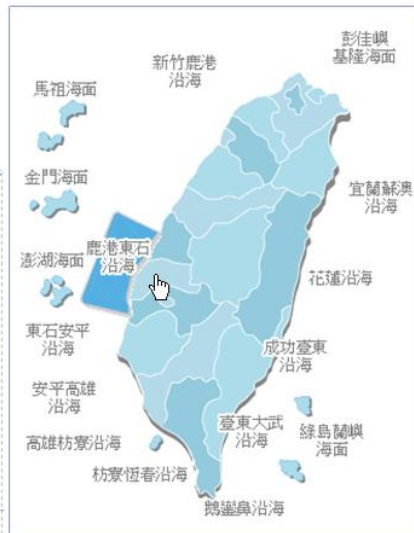 彭佳嶼
基隆海面
新竹鹿港
沿海
馬祖海面
金門海面
宜蘭蘇澳
沿海
鹿港東石
沿海
澎湖海面
花蓮沿海
東石安平
沿海
成功臺東
沿海
安平高雄
沿海
臺東大武
沿海
綠島蘭嶼
海面
高雄枋寮沿海
枋寮恆春沿海
鵝鑾鼻沿海